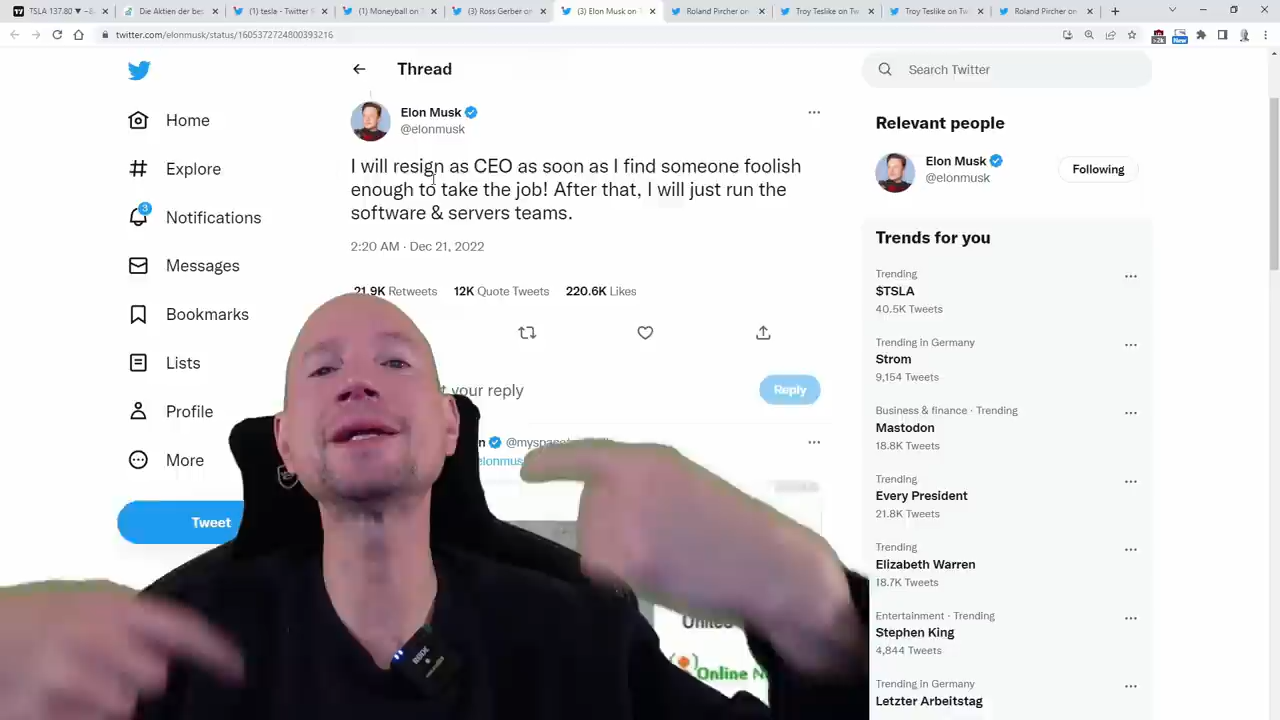 TSLA 137.80
Die Aktien der bes
(1) tesla - Twitter S
(1) Moneyball on T
(3) Ross Gerber on
(3) Elon Musk on T
Roland Pircher on
Troy Teslike on Tw
Troy Teslike on Tw
Roland Pircher on
twitter.com/elonmusk/status/1605372724800393216
Home
Explore
3
Notifications
Messages
Bookmarks
Lists
Profile
More
Tweet
Thread
Elon Musk
@elonmusk
I will resign as CEO as soon as I find someone foolish
enough to take the job! After that, I will just run the
software & servers teams.
2:20 AM · Dec 21, 2022
21.9K Retweets 12K Quote Tweets 220.6K Likes
your reply
Reply
Online
RODE
Search Twitter
Relevant people
Elon Musk
@elonmusk
Following
Trends for you
Trending
$TSLA
40.5K Tweets
Trending in Germany
Strom
9,154 Tweets
Business & finance · Trending
Mastodon
18.8K Tweets
Trending
Every President
21.8K Tweets
Trending
Elizabeth Warren
18.7K Tweets
Entertainment · Trending
Stephen King
4,844 Tweets
Trending in Germany
Letzter Arbeitstag